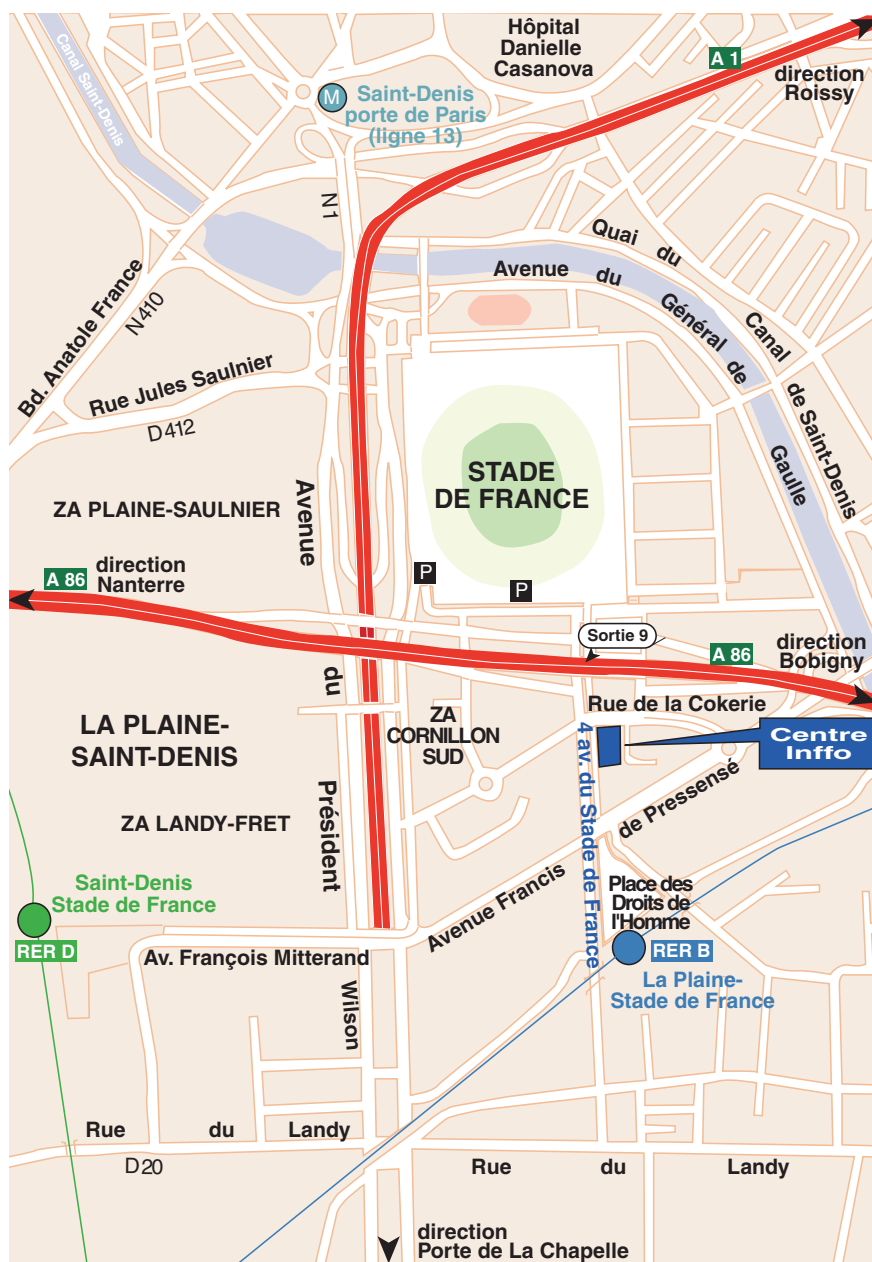 Hôpital
Danielle
Casanova
A 1
direction
Roissy
Canal Saint-Denis
M
Saint-Denis
porte de Paris
(ligne 13)
N1
Quai du Canal de Saint-Denis
Avenue du Général de Gaulle
Bd. Anatole France
N410
Rue Jules Saulnier
D412
STADE
DE FRANCE
ZA PLAINE-SAULNIER
Avenue du Président Wilson
A 86
direction
Nanterre
P
P
Sortie 9
A 86
direction
Bobigny
Rue de la Cokerie
LA PLAINE-
SAINT-DENIS
ZA
CORNILLON
SUD
Centre
Inffo
4 av. du Stade de France
ZA LANDY-FRET
Avenue Francis de Pressensé
Saint-Denis
Stade de France
RER D
Place des
Droits de
l'Homme
RER B
La Plaine-
Stade de France
Av. François Mitterand
Rue du Landy
D20
Rue du Landy
direction
Porte de La Chapelle